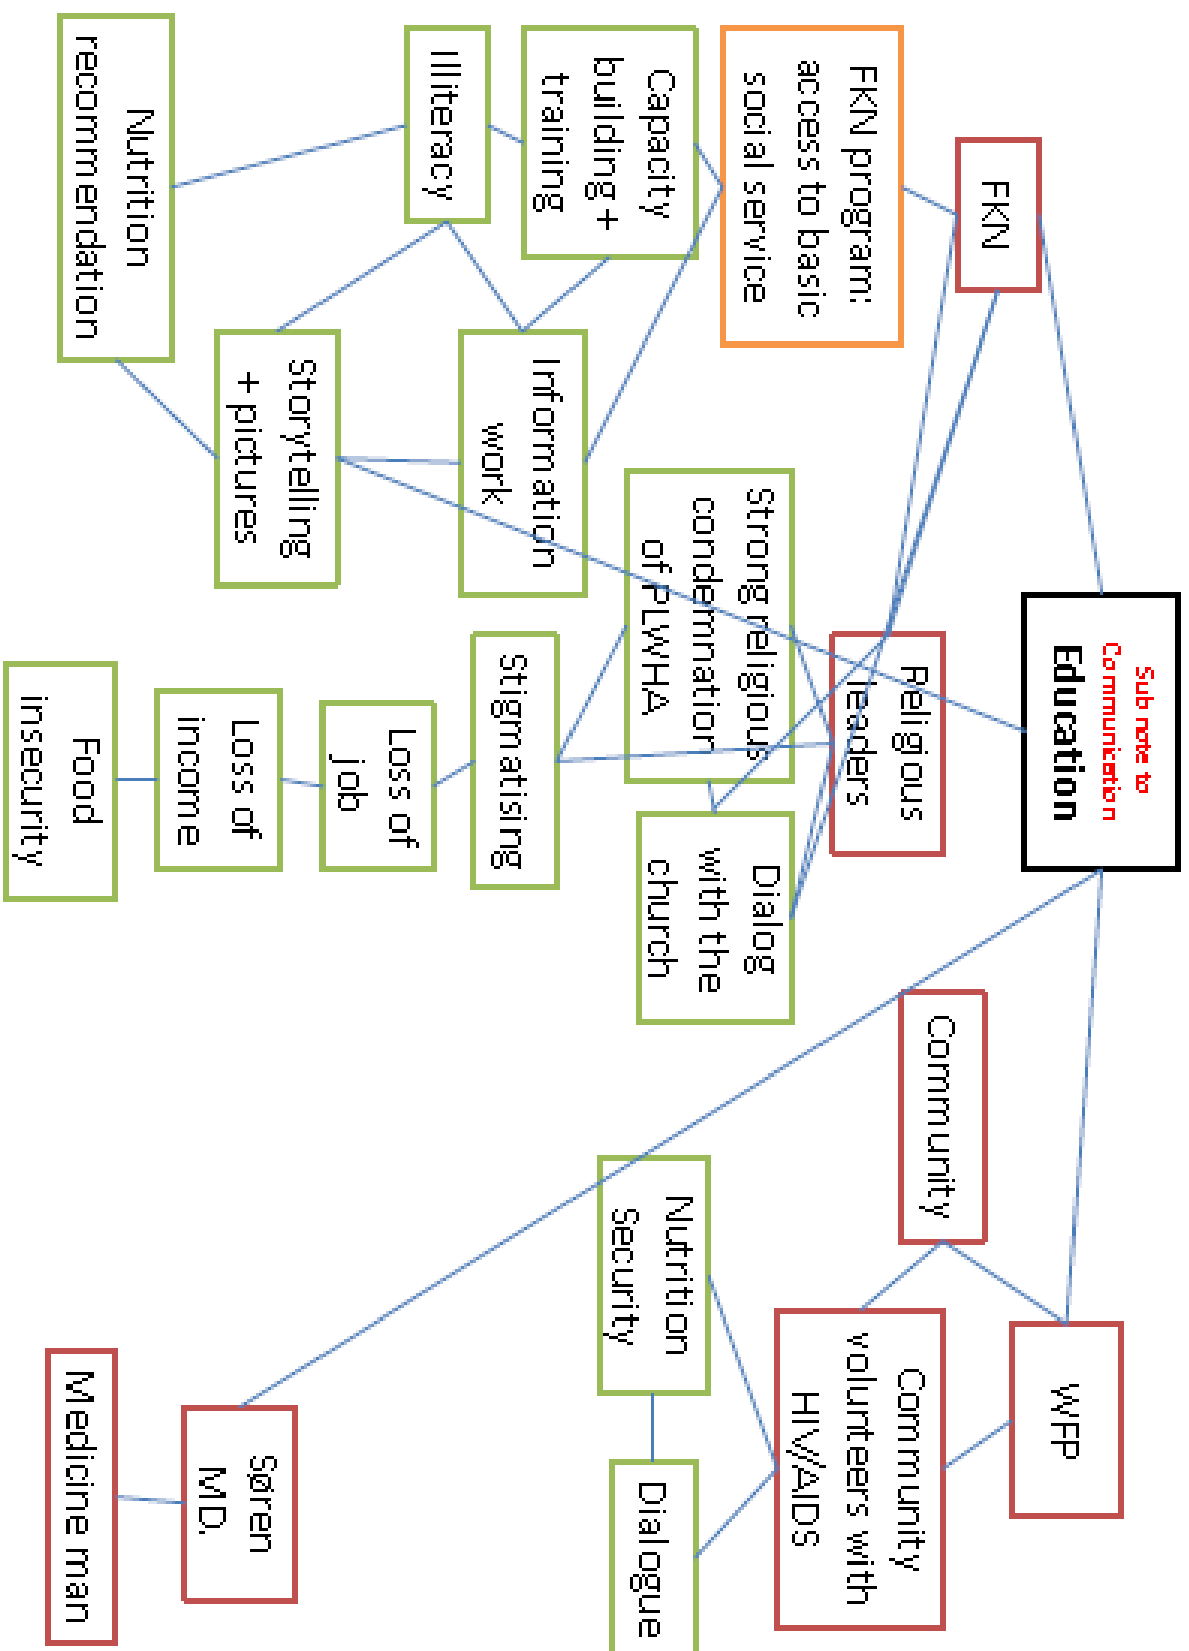 Sub note to
Communication
Education
FKN
WFP
FKN program:
access to basic
social service
Religious
leaders
Community
Community
volunteers with
HIV/AIDS
Capacity
building +
training
Strong religious
condemnation
of PLWHA
Dialog
with the
church
Nutrition
Security
Dialogue
Illiteracy
Information
work
Stigmatising
Storytelling
+ pictures
Loss of
job
Søren
MD.
Nutrition
recommendation
Loss of
income
Food
insecurity
Medicine man